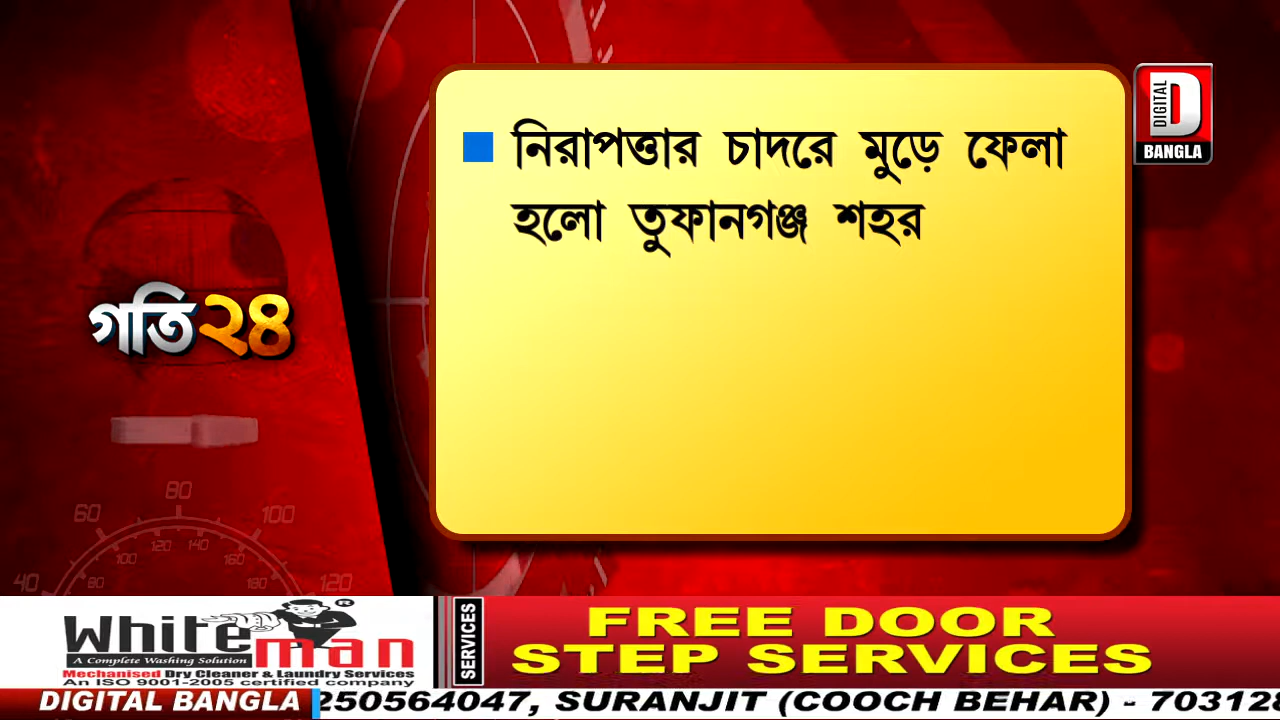 নিরাপত্তার চাদরে মুড়ে ফেলা
হলো তুফানগঞ্জ শহর
DIGITAL
D
BANGLA
গতি ২৪
80
60
100
100
120
140
160
40
80
180
120
Whiteman®
A Complete Washing Solution
Mechanised Dry Cleaner & Laundry Services
An ISO 9001-2005 certified company
SERVICES
FREE DOOR
STEP SERVICES
DIGITAL BANGLA
250564047, SURANJIT (COOCH BEHAR) - 703128